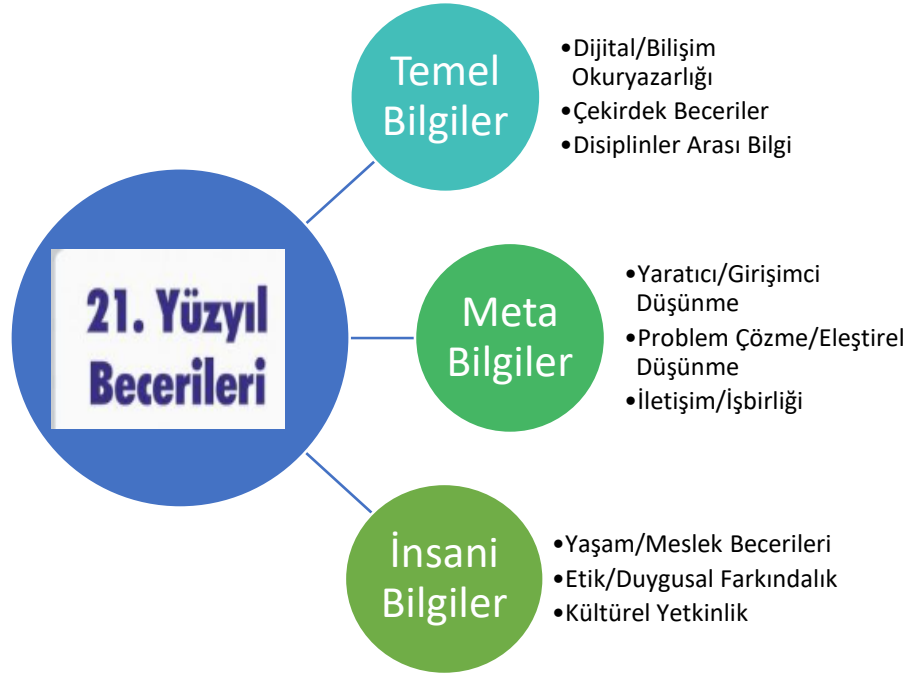 Temel
Bilgiler
•Dijital/Bilişim
Okuryazarlığı
•Çekirdek Beceriler
•Disiplinler Arası Bilgi
21. Yüzyıl
Becerileri
Meta
Bilgiler
•Yaratıcı/Girişimci
Düşünme
•Problem Çözme/Eleştirel
Düşünme
•İletişim/İşbirliği
İnsani
Bilgiler
•Yaşam/Meslek Becerileri
•Etik/Duygusal Farkındalık
•Kültürel Yetkinlik